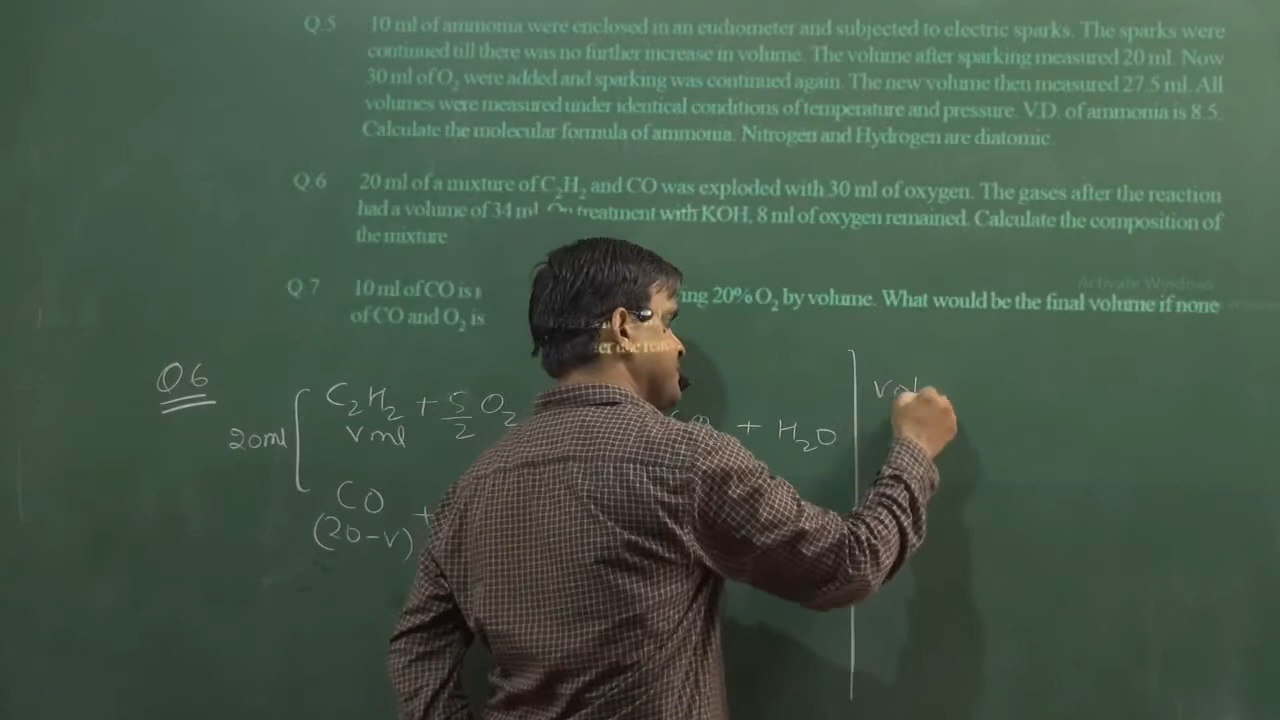 Q.5 10 ml of ammonia were enclosed in an eudiometer and subjected to electric sparks. The sparks were
continued till there was no further increase in volume. The volume after sparking measured 20 ml. Now
30 ml of O₂ were added and sparking was continued again. The new volume then measured 27.5 ml. All
volumes were measured under identical conditions of temperature and pressure. V.D. of ammonia is 8.5.
Calculate the molecular formula of ammonia. Nitrogen and Hydrogen are diatomic.
Q.6 20 ml of a mixture of C₂H₂ and CO was exploded with 30 ml of oxygen. The gases after the reaction
had a volume of 34 ml. On treatment with KOH, 8 ml of oxygen remained. Calculate the composition of
the mixture
Activate Windows
Q.7 10 ml of CO is ing 20% O₂ by volume. What would be the final volume if none
of CO and O₂ is
Q6
C₂H₂ + 5/2 O₂ + H₂O
20ml v ml
CO +
(20-v)
vol